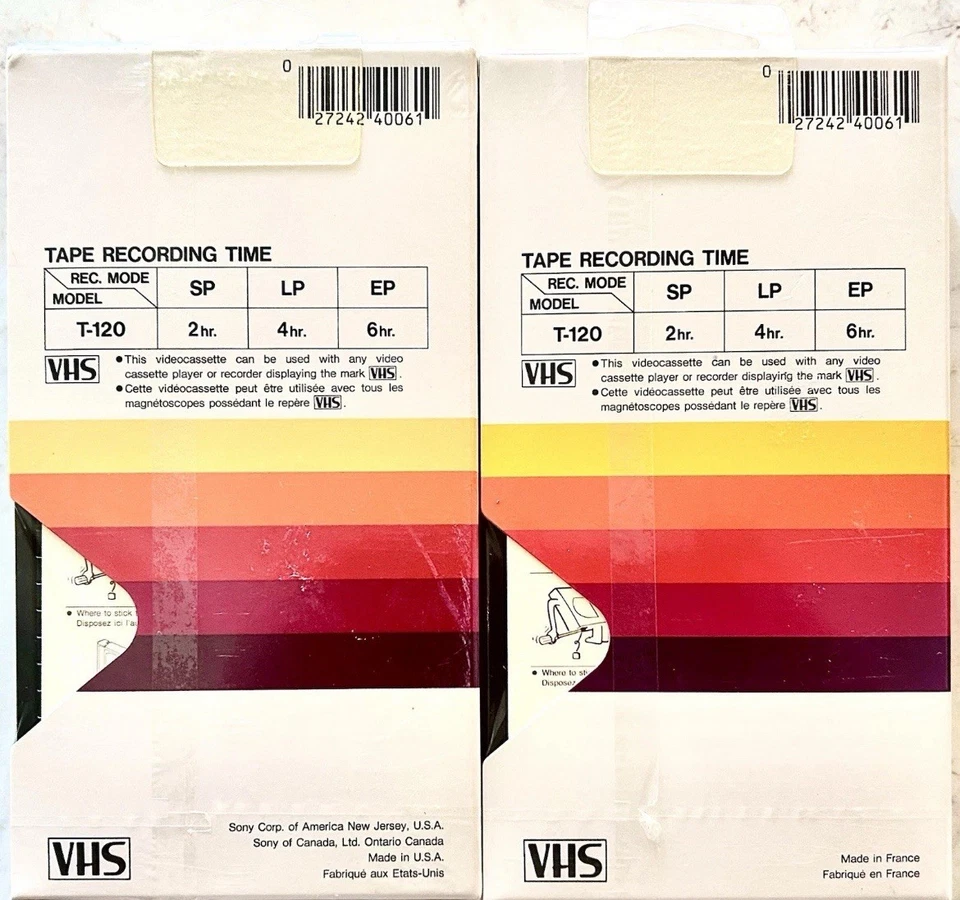 0
27242 40061
TAPE RECORDING TIME
REC. MODE
MODEL
SP
LP
EP
T-120
2hr.
4hr.
6hr.
VHS
●This videocassette can be used with any video
cassette player or recorder displaying the mark VHS.
●Cette vidéocassette peut être utilisée avec tous les
magnétoscopes possédant le repère VHS.
● Where to stick
Disposez ici l'au
VHS
Sony Corp. of America New Jersey, U.S.A.
Sony of Canada, Ltd. Ontario Canada
Made in U.S.A.
Fabriqué aux Etats-Unis
0
27242 40061
TAPE RECORDING TIME
REC. MODE
MODEL
SP
LP
EP
T-120
2hr.
4hr.
6hr.
VHS
●This videocassette can be used with any video
cassette player or recorder displaying the mark VHS.
●Cette vidéocassette peut être utilisée avec tous les
magnétoscopes possédant le repère VHS.
● Where to sti
Disposez
VHS
Made in France
Fabriqué en France